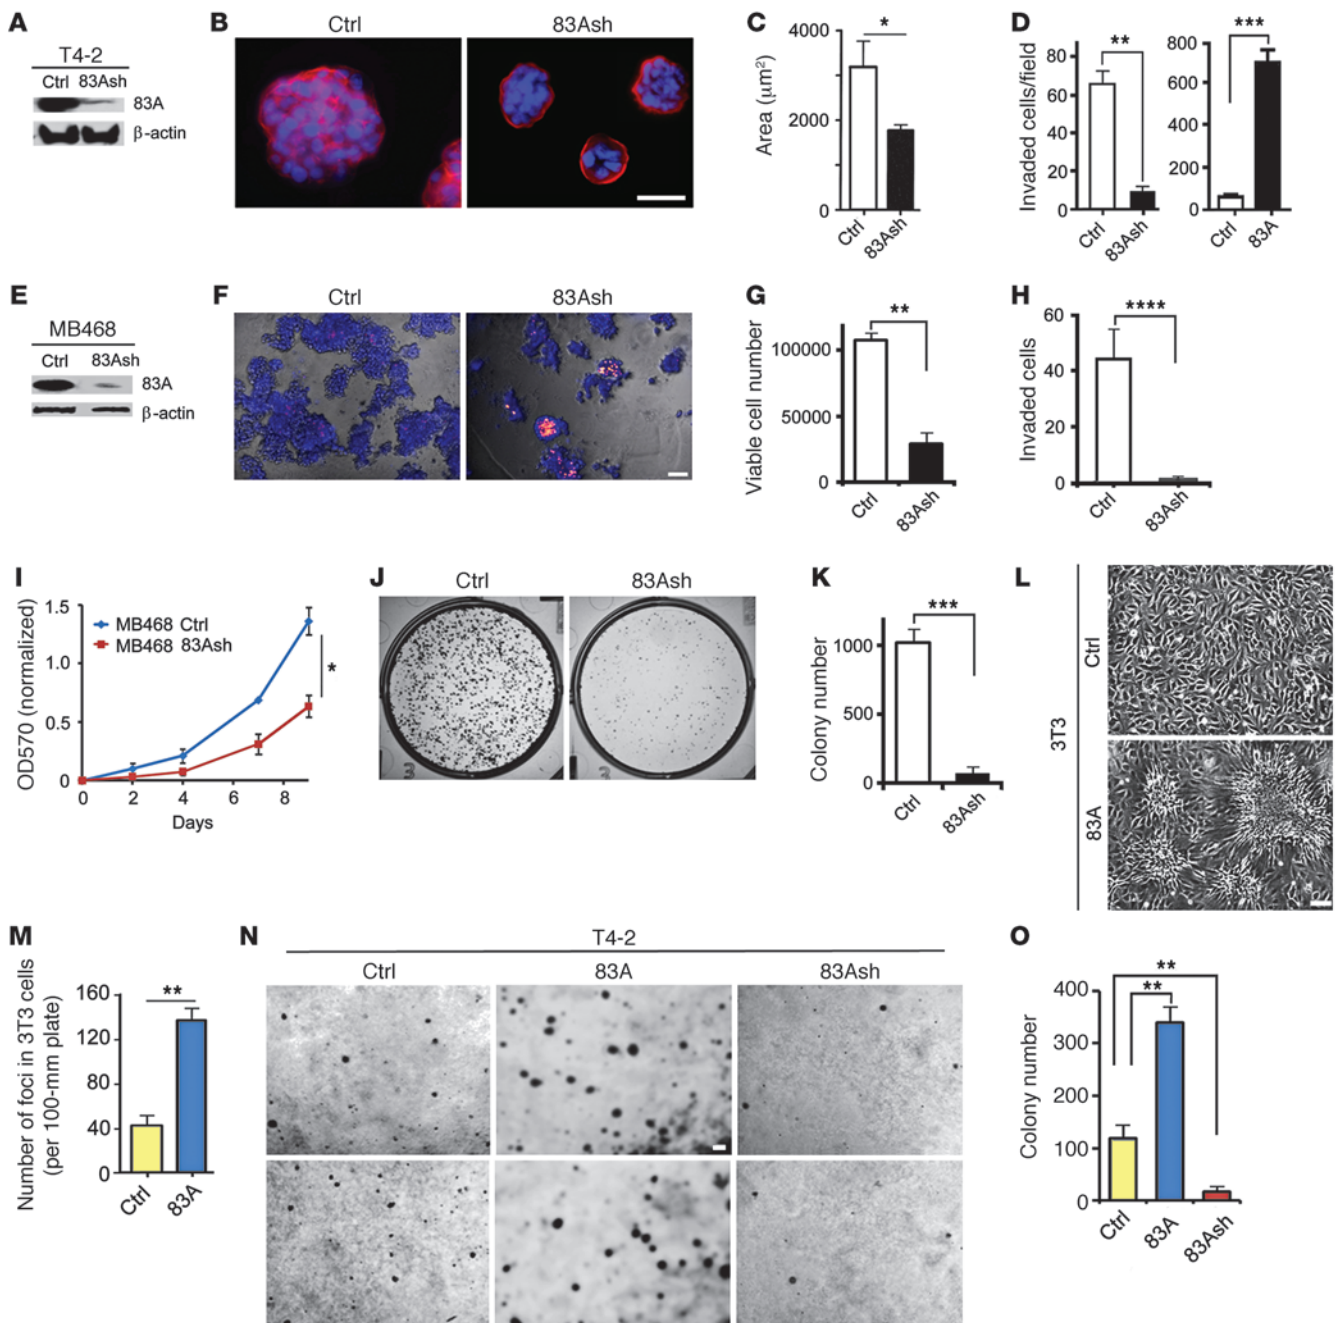 A
T4-2
Ctrl 83Ash
83A
β-actin
B
Ctrl
83Ash
C
*
Area (μm²)
4000
2000
0
Ctrl
83Ash
D
**
Invaded cells/field
80
60
40
20
0
Ctrl
83Ash
***
800
600
400
200
0
Ctrl
83A
E
MB468
Ctrl 83Ash
83A
β-actin
F
Ctrl
83Ash
G
**
Viable cell number
100000
50000
0
Ctrl
83Ash
H
****
Invaded cells
60
40
20
0
Ctrl
83Ash
I
OD570 (normalized)
1.5
1.0
0.5
0
MB468 Ctrl
MB468 83Ash
*
0 2 4 6 8
Days
J
Ctrl
83Ash
K
***
Colony number
1000
500
0
Ctrl
83Ash
L
3T3
Ctrl
83A
M
**
Number of foci in 3T3 cells
(per 100-mm plate)
160
120
80
40
0
Ctrl
83A
N
T4-2
Ctrl
83A
83Ash
O
**
**
Colony number
400
300
200
100
0
Ctrl
83A
83Ash